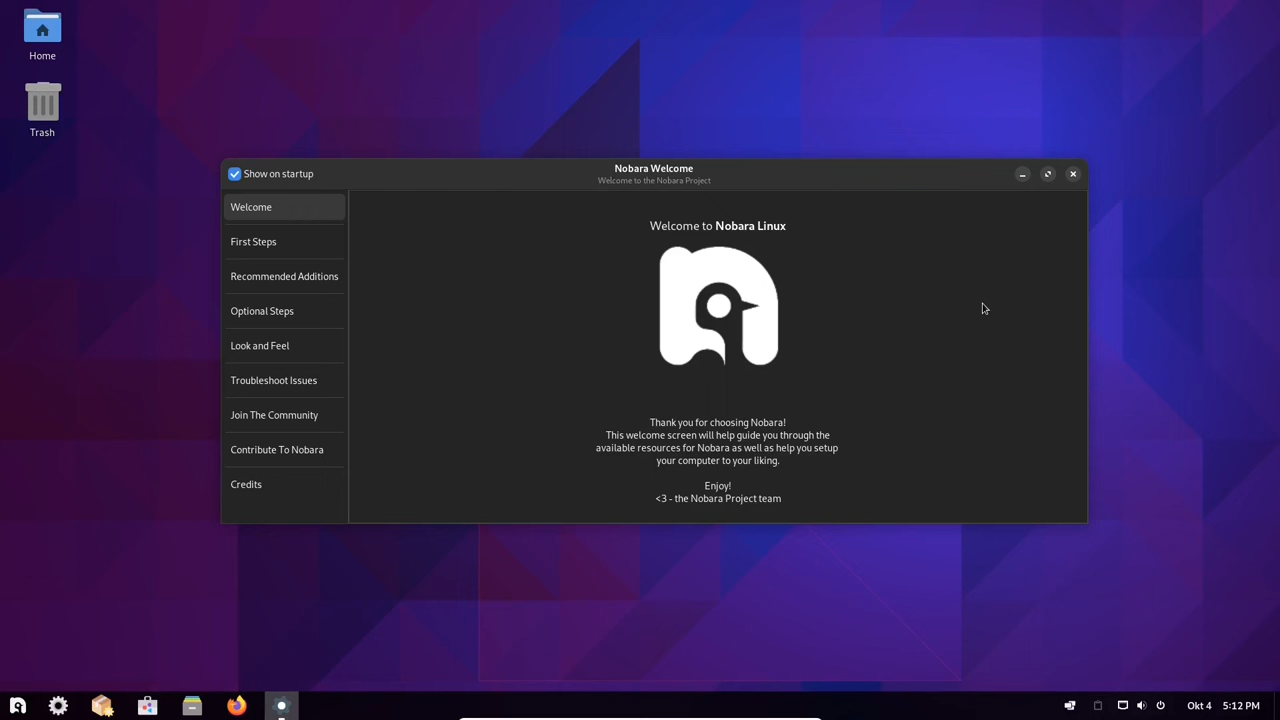 Home
Trash
Show on startup
Nobara Welcome
Welcome to the Nobara Project
Welcome
First Steps
Recommended Additions
Optional Steps
Look and Feel
Troubleshoot Issues
Join The Community
Contribute To Nobara
Credits
Welcome to Nobara Linux
Thank you for choosing Nobara!
This welcome screen will help guide you through the
available resources for Nobara as well as help you setup
your computer to your liking.
Enjoy!
<3 - the Nobara Project team
Okt 4 5:12 PM